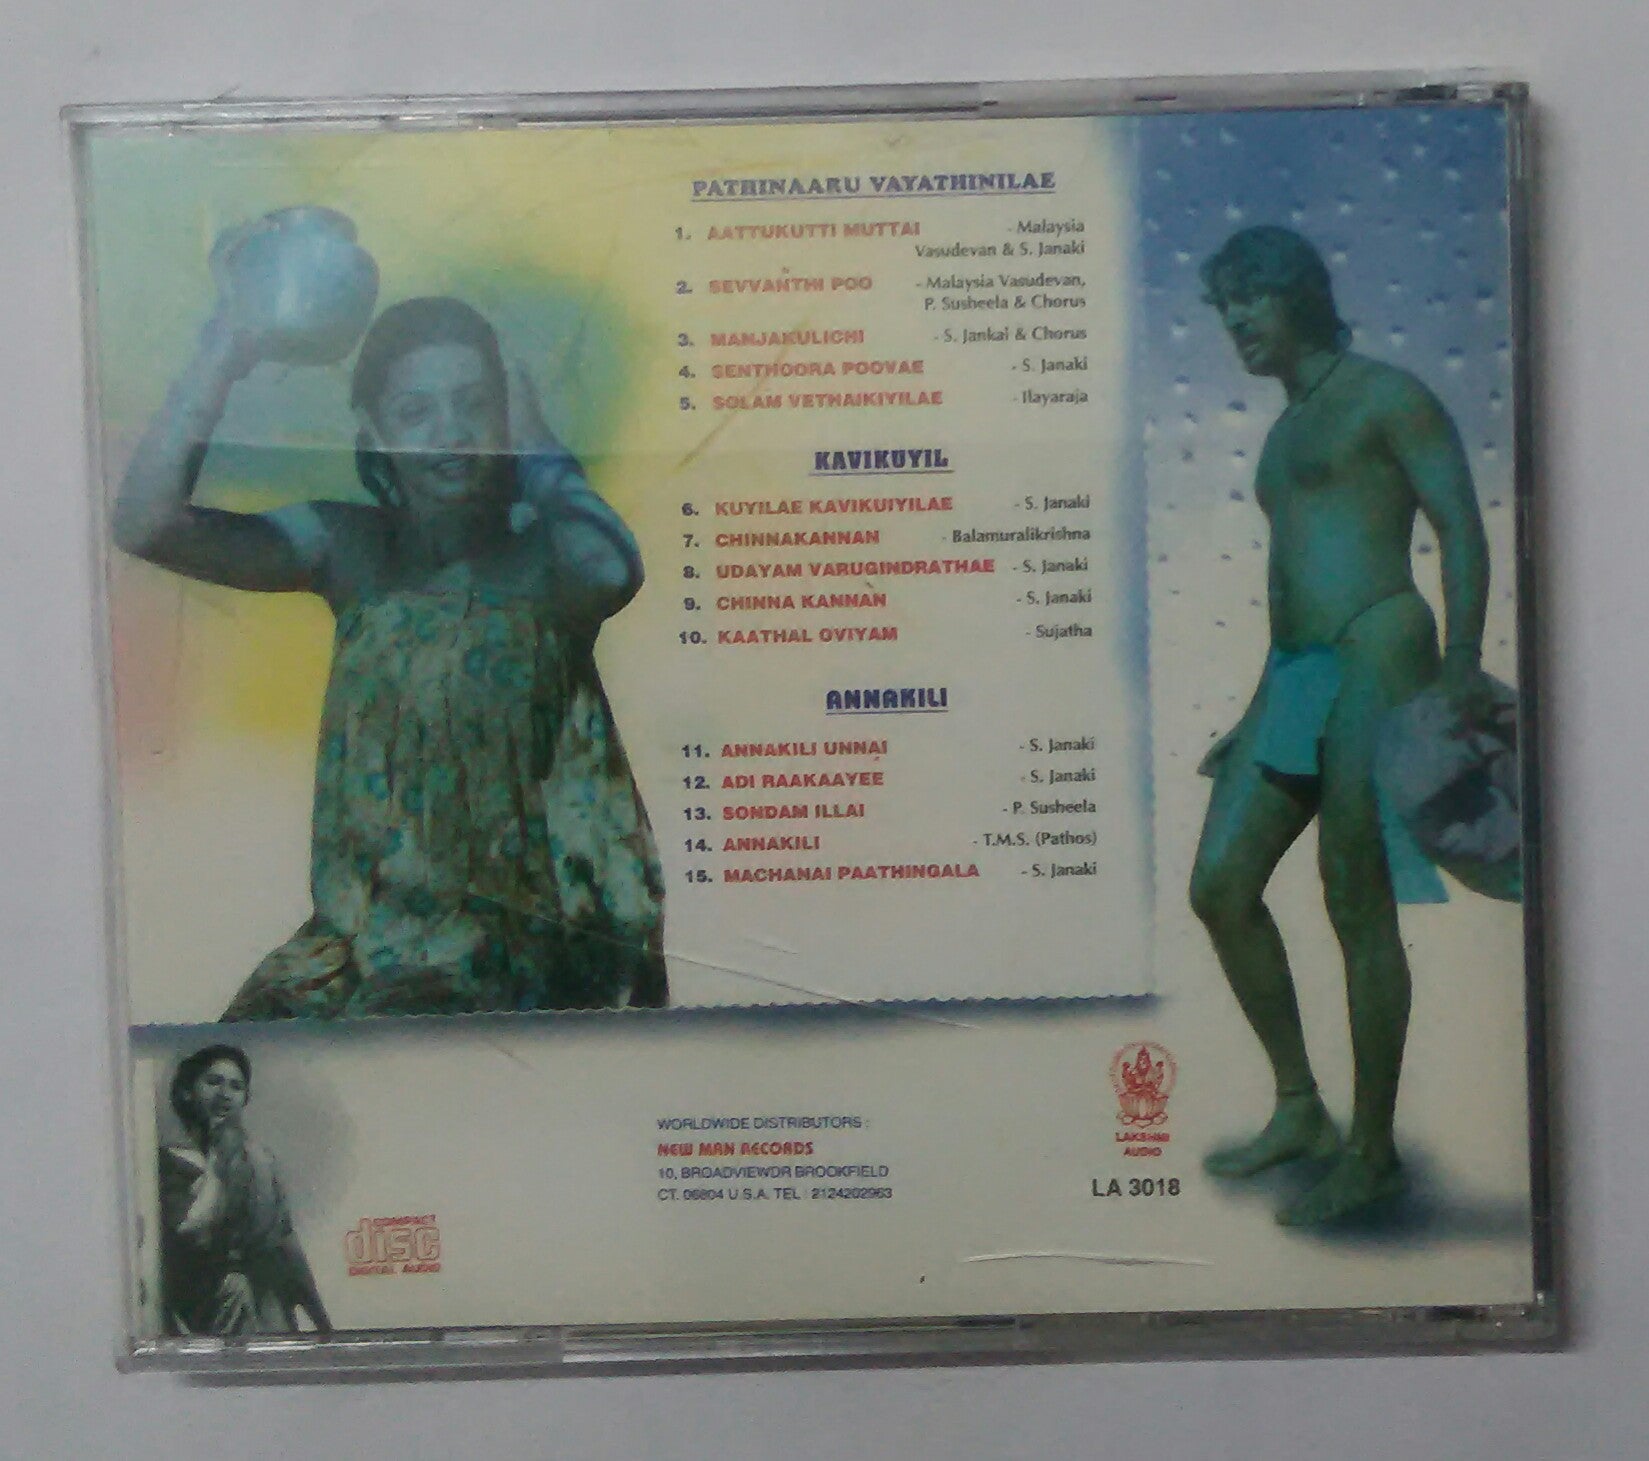 PATHINAARU VAYATHINILAE
1. AATTUKUTTI MUTTAI - Malaysia
Vasudevan & S. Janaki
2. SEVVANTHI POO - Malaysia Vasudevan,
P. Susheela & Chorus
3. MANJAKULICHI - S. Jankai & Chorus
4. SENTHOORA POOVAE - S. Janaki
5. SOLAM VETHAIKIYILAE - Ilayaraja
KAVIKUYIL
6. KUYILAE KAVIKUIYILAE - S. Janaki
7. CHINNAKANNAN - Balamuralikrishna
8. UDAYAM VARUGINDRATHAE - S. Janaki
9. CHINNA KANNAN - S. Janaki
10. KAATHAL OVIYAM - Sujatha
ANNAKILI
11. ANNAKILI UNNAI - S. Janaki
12. ADI RAAKAAYEE - S. Janaki
13. SONDAM ILLAI - P. Susheela
14. ANNAKILI - T.M.S. (Pathos)
15. MACHANAI PAATHINGALA - S. Janaki
WORLDWIDE DISTRIBUTORS :
NEW MAN RECORDS
10, BROADVIEWDR BROOKFIELD
CT. 06804 U.S.A. TEL : 2124202963
LAKSHMI
AUDIO
LA 3018
COMPACT
disc
DIGITAL AUDIO